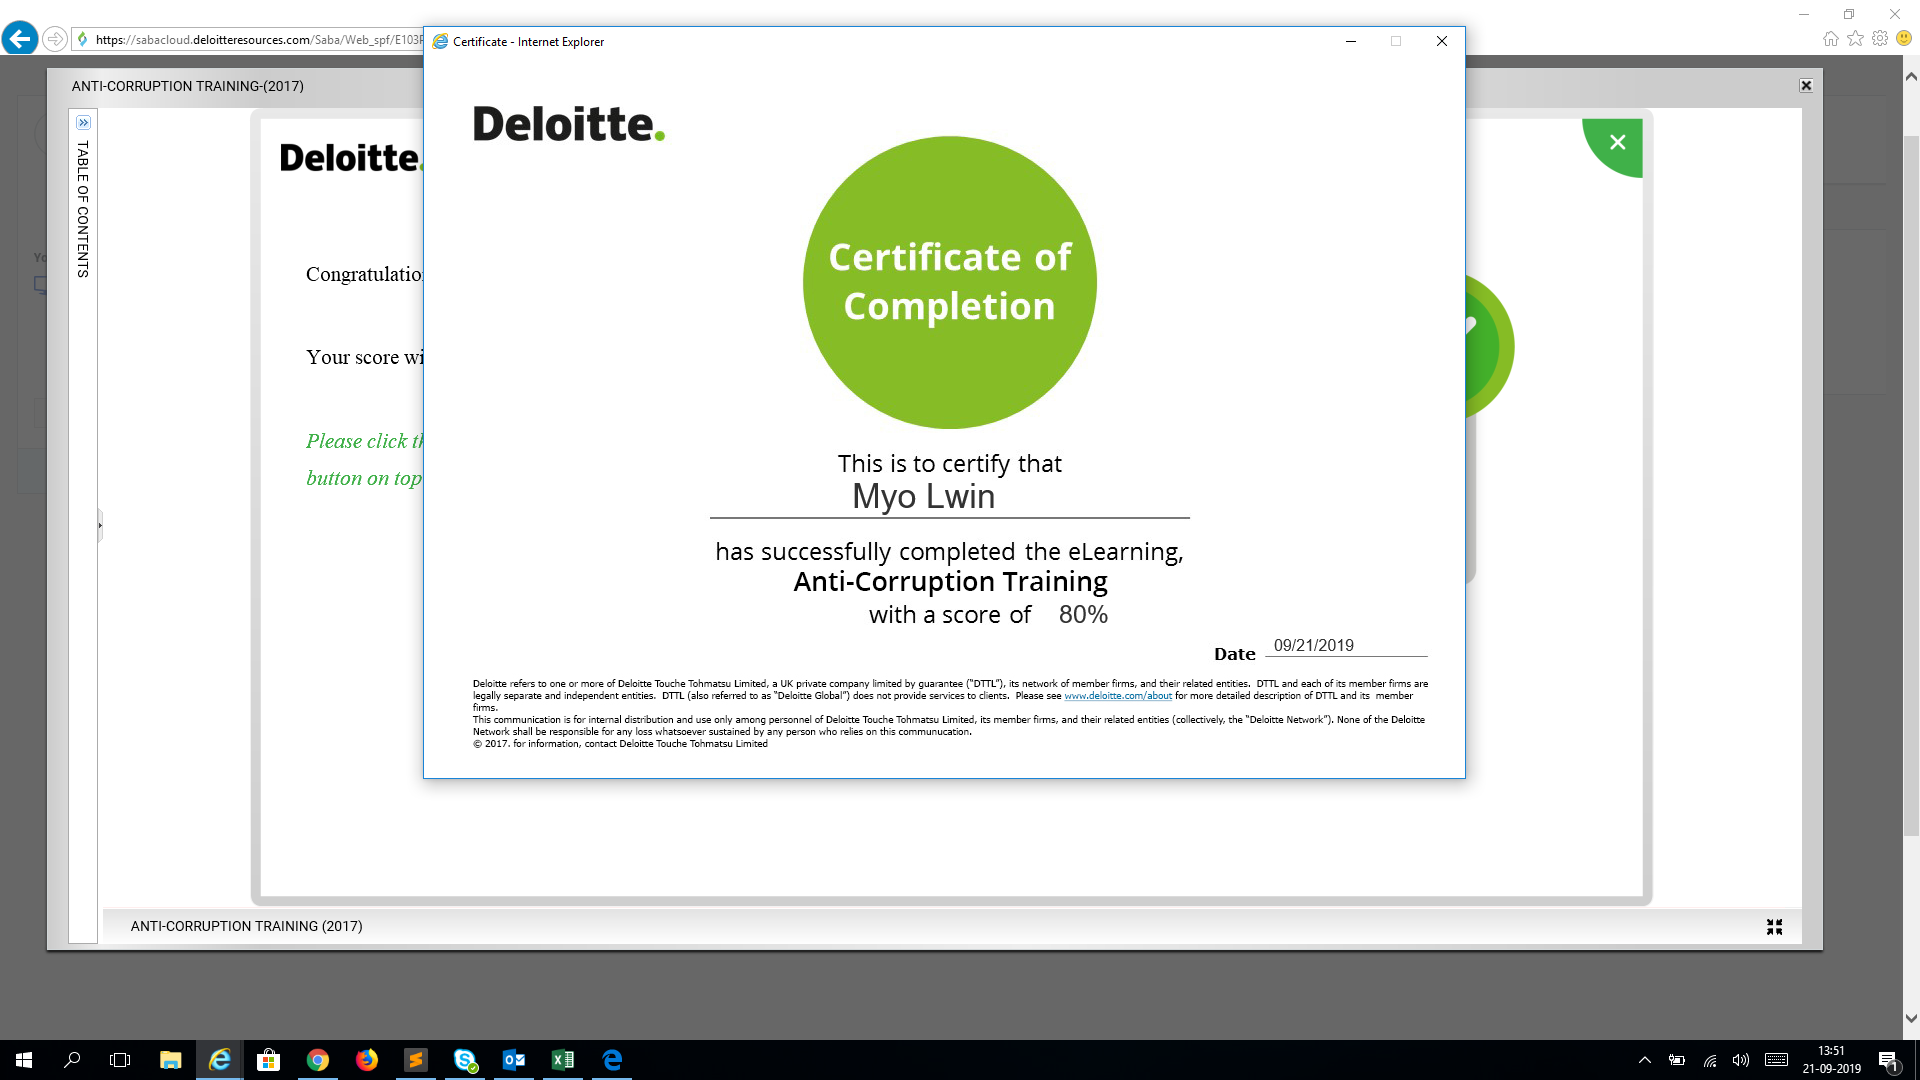 https://sabacloud.deloitteresources.com/Saba/Web_spf/E103P
Certificate - Internet Explorer
ANTI-CORRUPTION TRAINING-(2017)
TABLE OF CONTENTS
Deloitte.
Congratulatio
Your score wi
Please click th
button on top
Deloitte.
Certificate of
Completion
This is to certify that
Myo Lwin
has successfully completed the eLearning,
Anti-Corruption Training
with a score of 80%
Date 09/21/2019
Deloitte refers to one or more of Deloitte Touche Tohmatsu Limited, a UK private company limited by guarantee ("DTTL"), its network of member firms, and their related entities. DTTL and each of its member firms are
legally separate and independent entities. DTTL (also referred to as "Deloitte Global") does not provide services to clients. Please see www.deloitte.com/about for more detailed description of DTTL and its member
firms.
This communication is for internal distribution and use only among personnel of Deloitte Touche Tohmatsu Limited, its member firms, and their related entities (collectively, the "Deloitte Network"). None of the Deloitte
Network shall be responsible for any loss whatsoever sustained by any person who relies on this communucation.
© 2017. for information, contact Deloitte Touche Tohmatsu Limited
ANTI-CORRUPTION TRAINING (2017)
13:51
21-09-2019
1